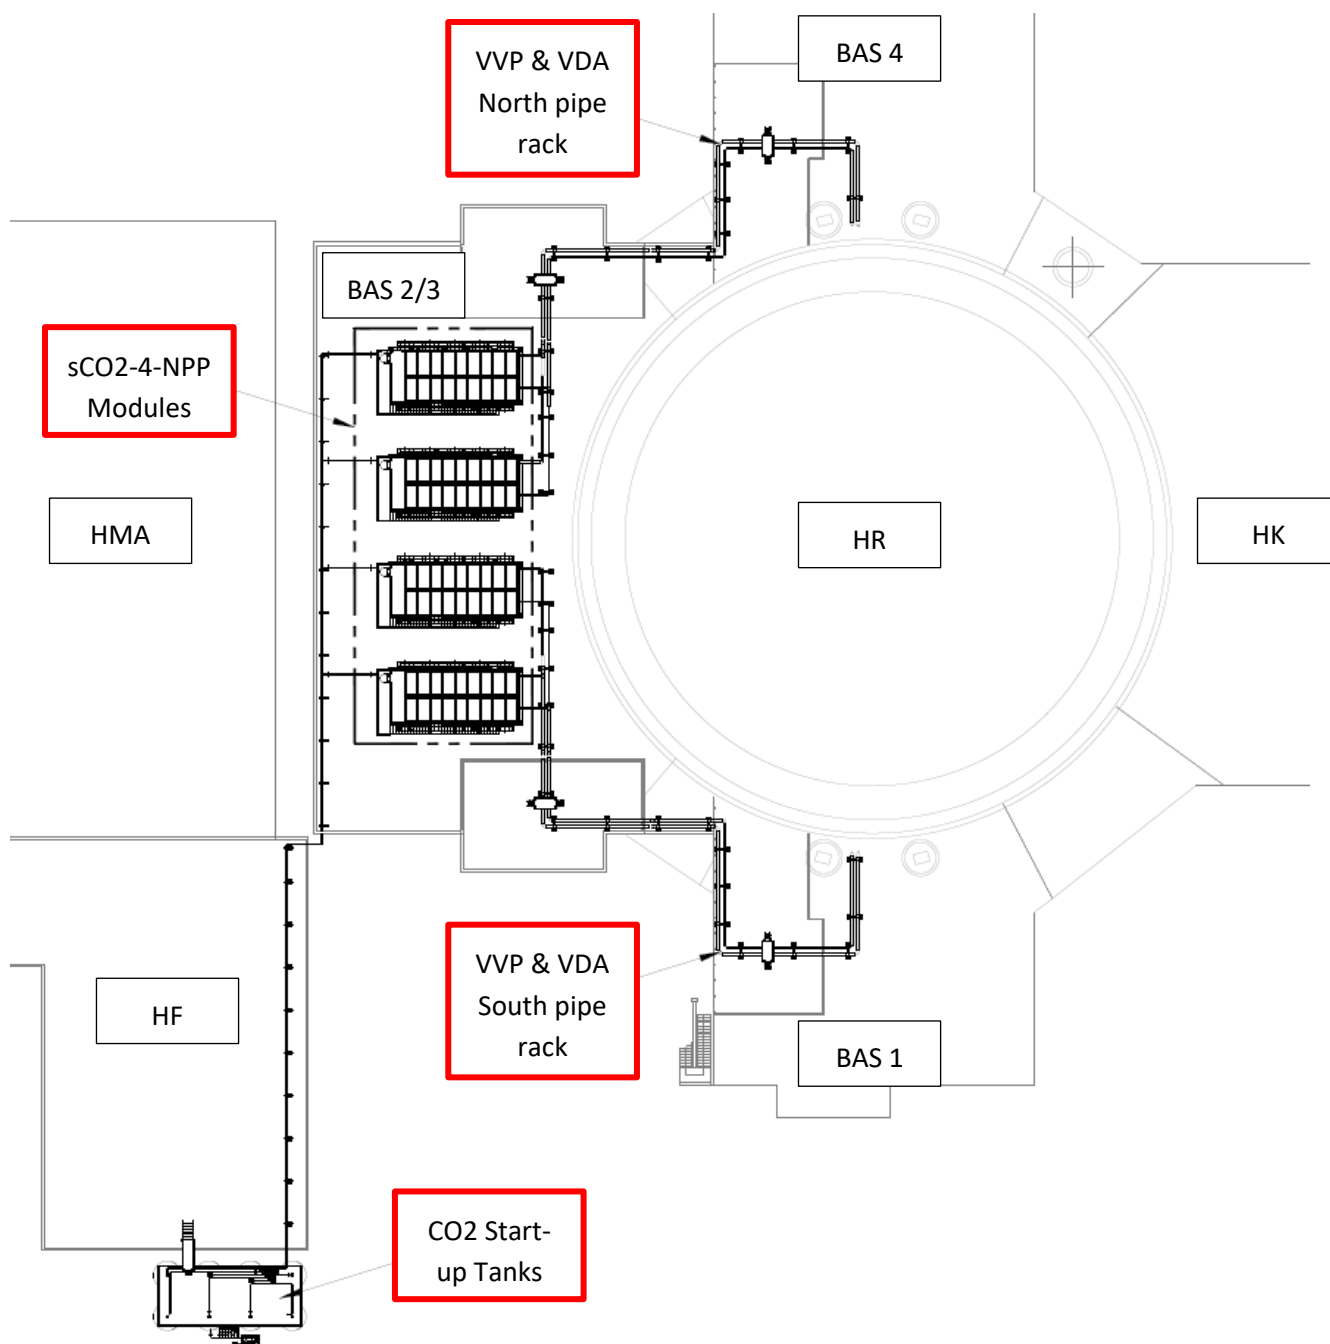 VVP & VDA
North pipe
rack
BAS 4
BAS 2/3
sCO2-4-NPP
Modules
HMA
HR
HK
VVP & VDA
South pipe
rack
HF
BAS 1
CO2 Start-
up Tanks